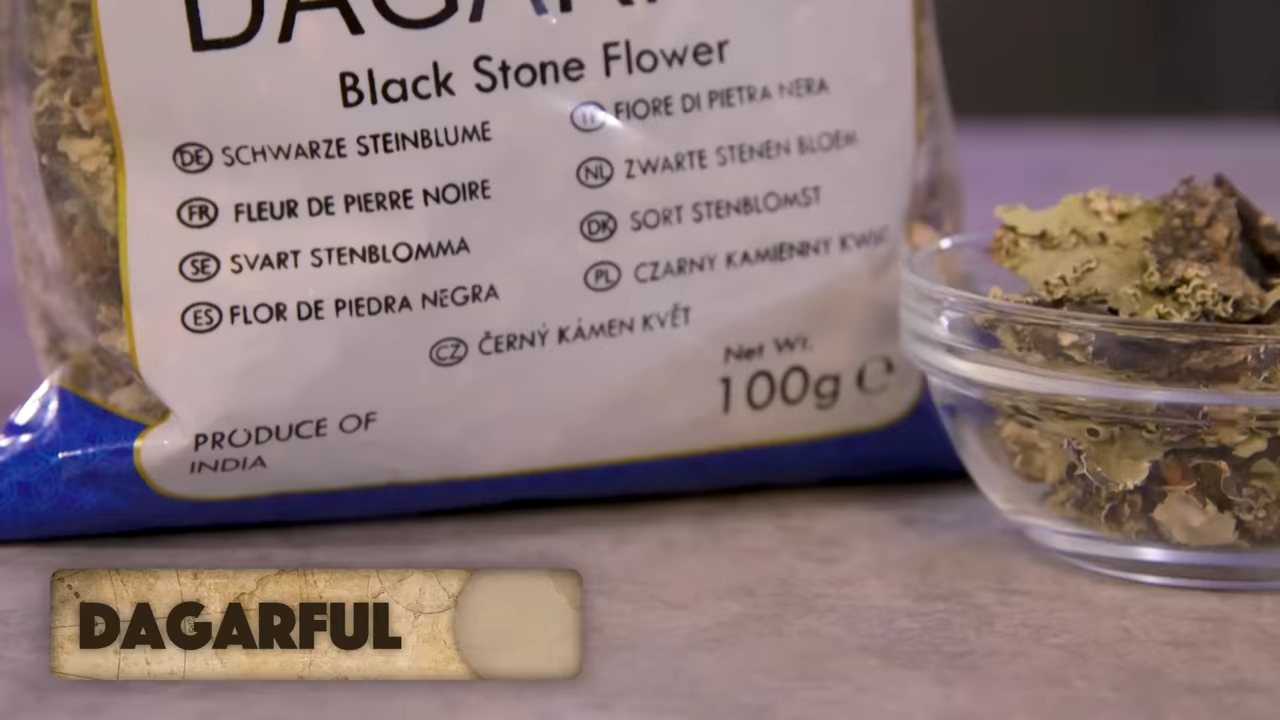 Black Stone Flower
DE SCHWARZE STEINBLUME
FR FLEUR DE PIERRE NOIRE
SE SVART STENBLOMMA
ES FLOR DE PIEDRA NEGRA
IT FIORE DI PIETRA NERA
NL ZWARTE STENEN BLOEM
DK SORT STENBLOMST
PL CZARNY KAMIENNY
CZ ČERNÝ KÁMEN KVĚT
Net Wt.
100g e
PRODUCE OF
INDIA
DAGARFUL